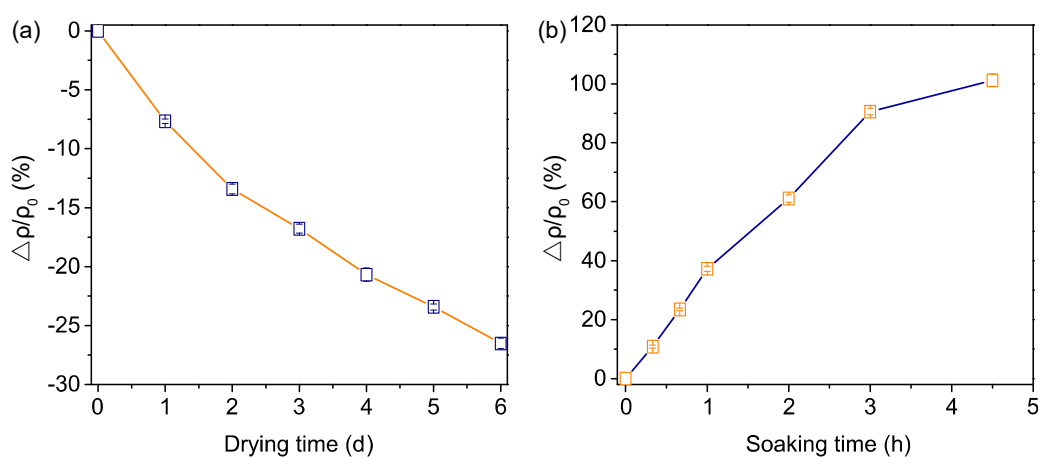 (a)
0
-5
-10
-15
-20
-25
-30
△ρ/ρ0 (%)
0 1 2 3 4 5 6
Drying time (d)
(b)
120
100
80
60
40
20
0
△ρ/ρ0 (%)
0 1 2 3 4 5
Soaking time (h)